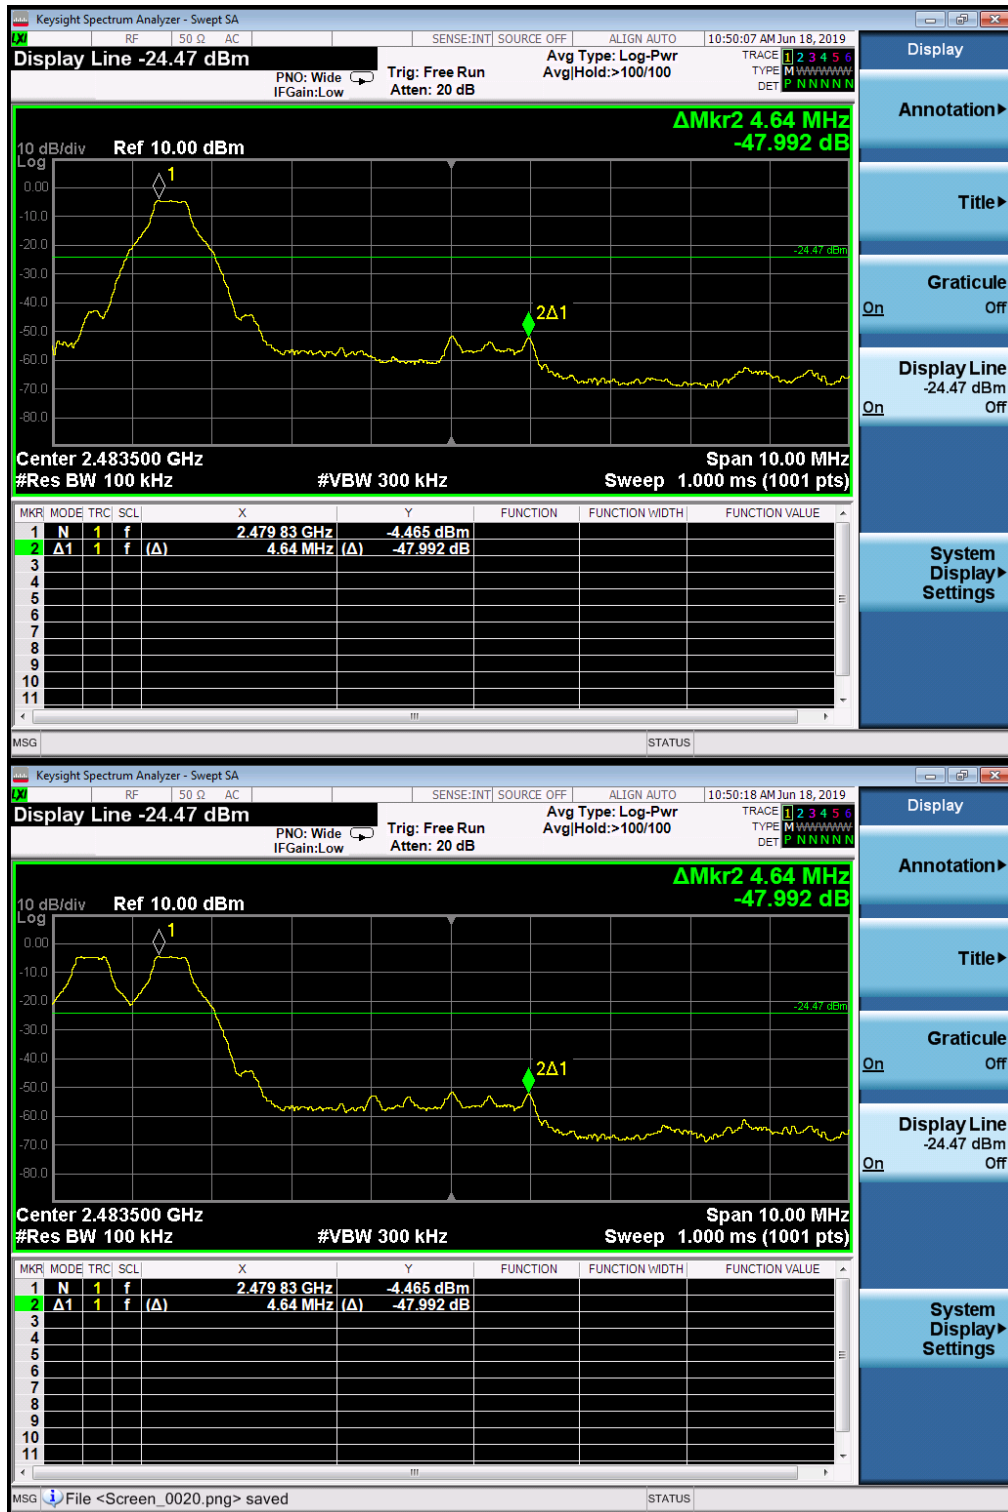 Keysight Spectrum Analyzer - Swept SA
LXI RF 50 Ω AC SENSE:INT SOURCE OFF ALIGN AUTO 10:50:07 AM Jun 18, 2019
Display Line -24.47 dBm
PNO: Wide
IFGain:Low
Trig: Free Run
Atten: 20 dB
Avg Type: Log-Pwr
Avg|Hold:>100/100
TRACE 1 2 3 4 5 6
TYPE M W W W W W
DET P N N N N N
ΔMkr2 4.64 MHz
-47.992 dB
10 dB/div Ref 10.00 dBm
Log
0.00
-10.0
-20.0
-30.0
-40.0
-50.0
-60.0
-70.0
-80.0
1
-24.47 dBm
2Δ1
Center 2.483500 GHz Span 10.00 MHz
#Res BW 100 kHz #VBW 300 kHz Sweep 1.000 ms (1001 pts)
MKR MODE TRC SCL X Y FUNCTION FUNCTION WIDTH FUNCTION VALUE
1 N 1 f 2.479 83 GHz -4.465 dBm
2 Δ1 1 f (Δ) 4.64 MHz (Δ) -47.992 dB
3
4
5
6
7
8
9
10
11
MSG STATUS
Display
Annotation
Title
Graticule
On Off
Display Line
-24.47 dBm
On Off
System
Display
Settings
Keysight Spectrum Analyzer - Swept SA
LXI RF 50 Ω AC SENSE:INT SOURCE OFF ALIGN AUTO 10:50:18 AM Jun 18, 2019
Display Line -24.47 dBm
PNO: Wide
IFGain:Low
Trig: Free Run
Atten: 20 dB
Avg Type: Log-Pwr
Avg|Hold:>100/100
TRACE 1 2 3 4 5 6
TYPE M W W W W W
DET P N N N N N
ΔMkr2 4.64 MHz
-47.992 dB
10 dB/div Ref 10.00 dBm
Log
0.00
-10.0
-20.0
-30.0
-40.0
-50.0
-60.0
-70.0
-80.0
1
-24.47 dBm
2Δ1
Center 2.483500 GHz Span 10.00 MHz
#Res BW 100 kHz #VBW 300 kHz Sweep 1.000 ms (1001 pts)
MKR MODE TRC SCL X Y FUNCTION FUNCTION WIDTH FUNCTION VALUE
1 N 1 f 2.479 83 GHz -4.465 dBm
2 Δ1 1 f (Δ) 4.64 MHz (Δ) -47.992 dB
3
4
5
6
7
8
9
10
11
MSG File <Screen_0020.png> saved STATUS
Display
Annotation
Title
Graticule
On Off
Display Line
-24.47 dBm
On Off
System
Display
Settings